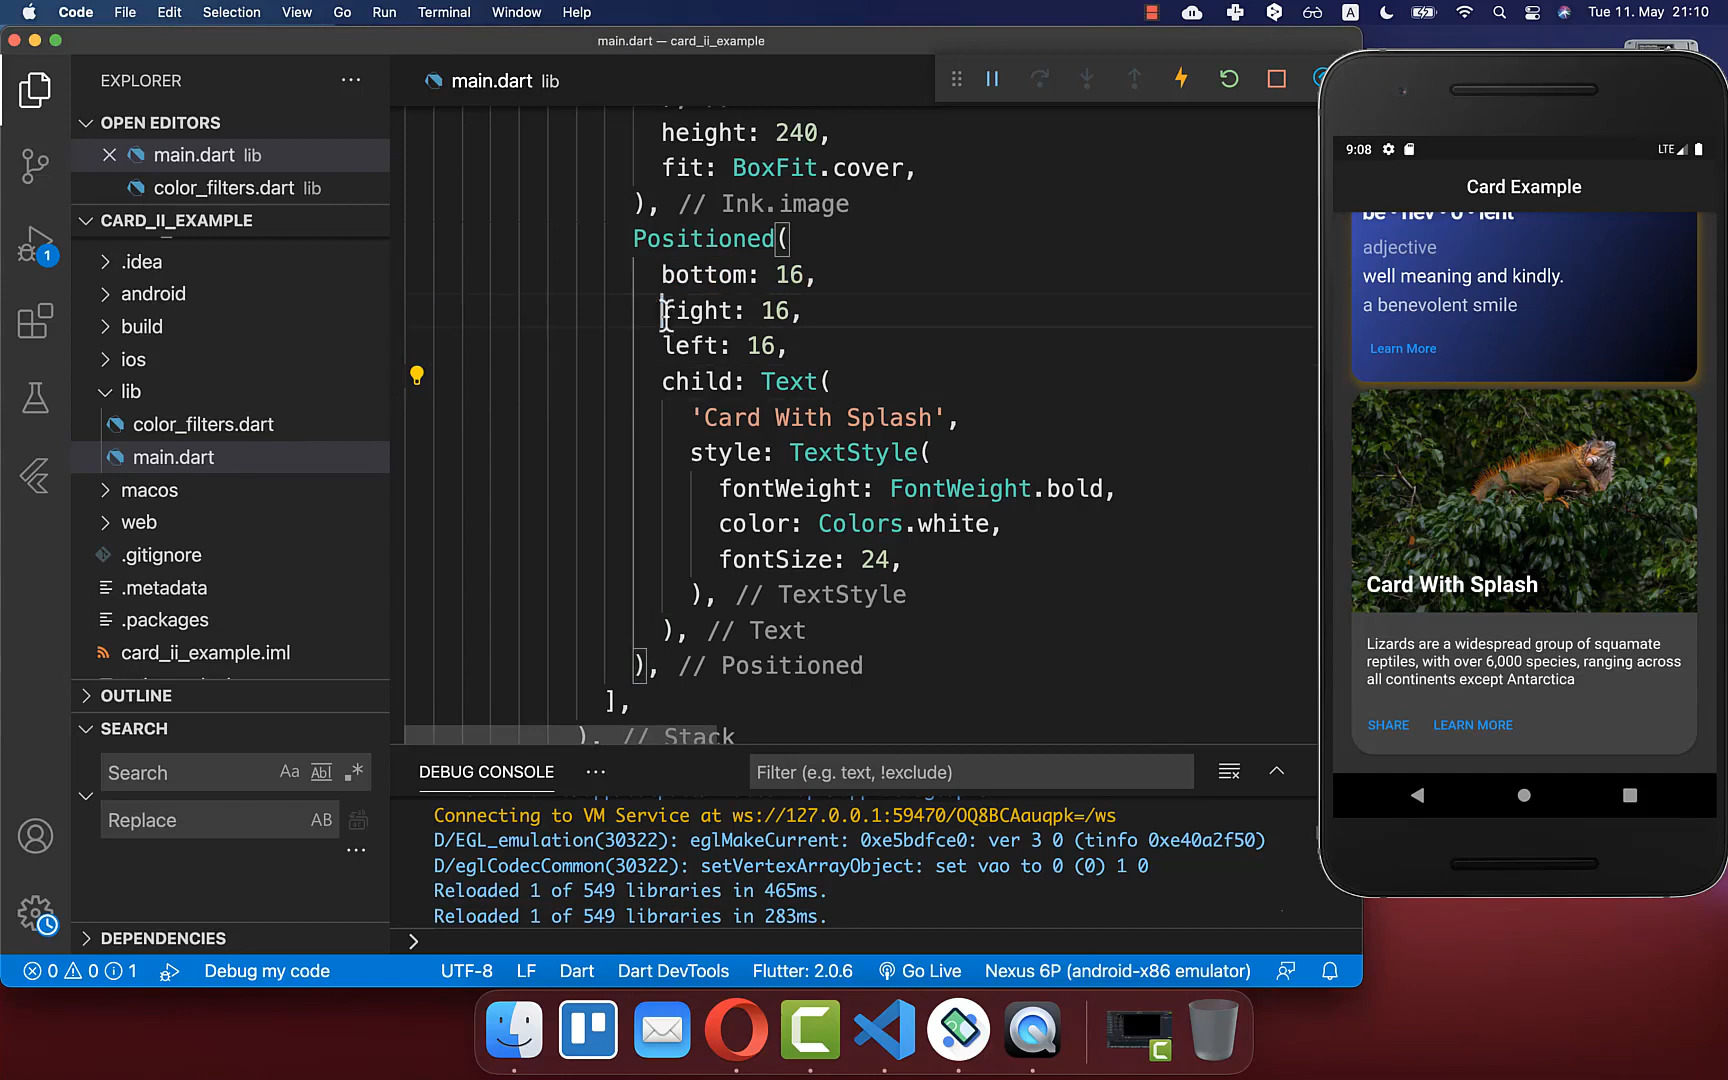 Code File Edit Selection View Go Run Terminal Window Help
A
Tue 11. May 21:10
main.dart — card_ii_example
EXPLORER
OPEN EDITORS
main.dart lib
color_filters.dart lib
CARD_II_EXAMPLE
.idea
android
build
ios
lib
color_filters.dart
main.dart
macos
web
.gitignore
.metadata
.packages
card_ii_example.iml
OUTLINE
SEARCH
Search Aa Abl
Replace AB
DEPENDENCIES
1
main.dart lib
height: 240,
fit: BoxFit.cover,
), // Ink.image
Positioned(
bottom: 16,
right: 16,
left: 16,
child: Text(
'Card With Splash',
style: TextStyle(
fontWeight: FontWeight.bold,
color: Colors.white,
fontSize: 24,
), // TextStyle
), // Text
), // Positioned
],
), // Stack
DEBUG CONSOLE
Filter (e.g. text, !exclude)
Connecting to VM Service at ws://127.0.0.1:59470/OQ8BCAauqpk=/ws
D/EGL_emulation(30322): eglMakeCurrent: 0xe5bdfce0: ver 3 0 (tinfo 0xe40a2f50)
D/eglCodecCommon(30322): setVertexArrayObject: set vao to 0 (0) 1 0
Reloaded 1 of 549 libraries in 465ms.
Reloaded 1 of 549 libraries in 283ms.
0 0 1 Debug my code UTF-8 LF Dart Dart DevTools Flutter: 2.0.6 Go Live Nexus 6P (android-x86 emulator)
9:08 LTE
Card Example
be • nev • o • lent
adjective
well meaning and kindly.
a benevolent smile
Learn More
Card With Splash
Lizards are a widespread group of squamate
reptiles, with over 6,000 species, ranging across
all continents except Antarctica
SHARE LEARN MORE